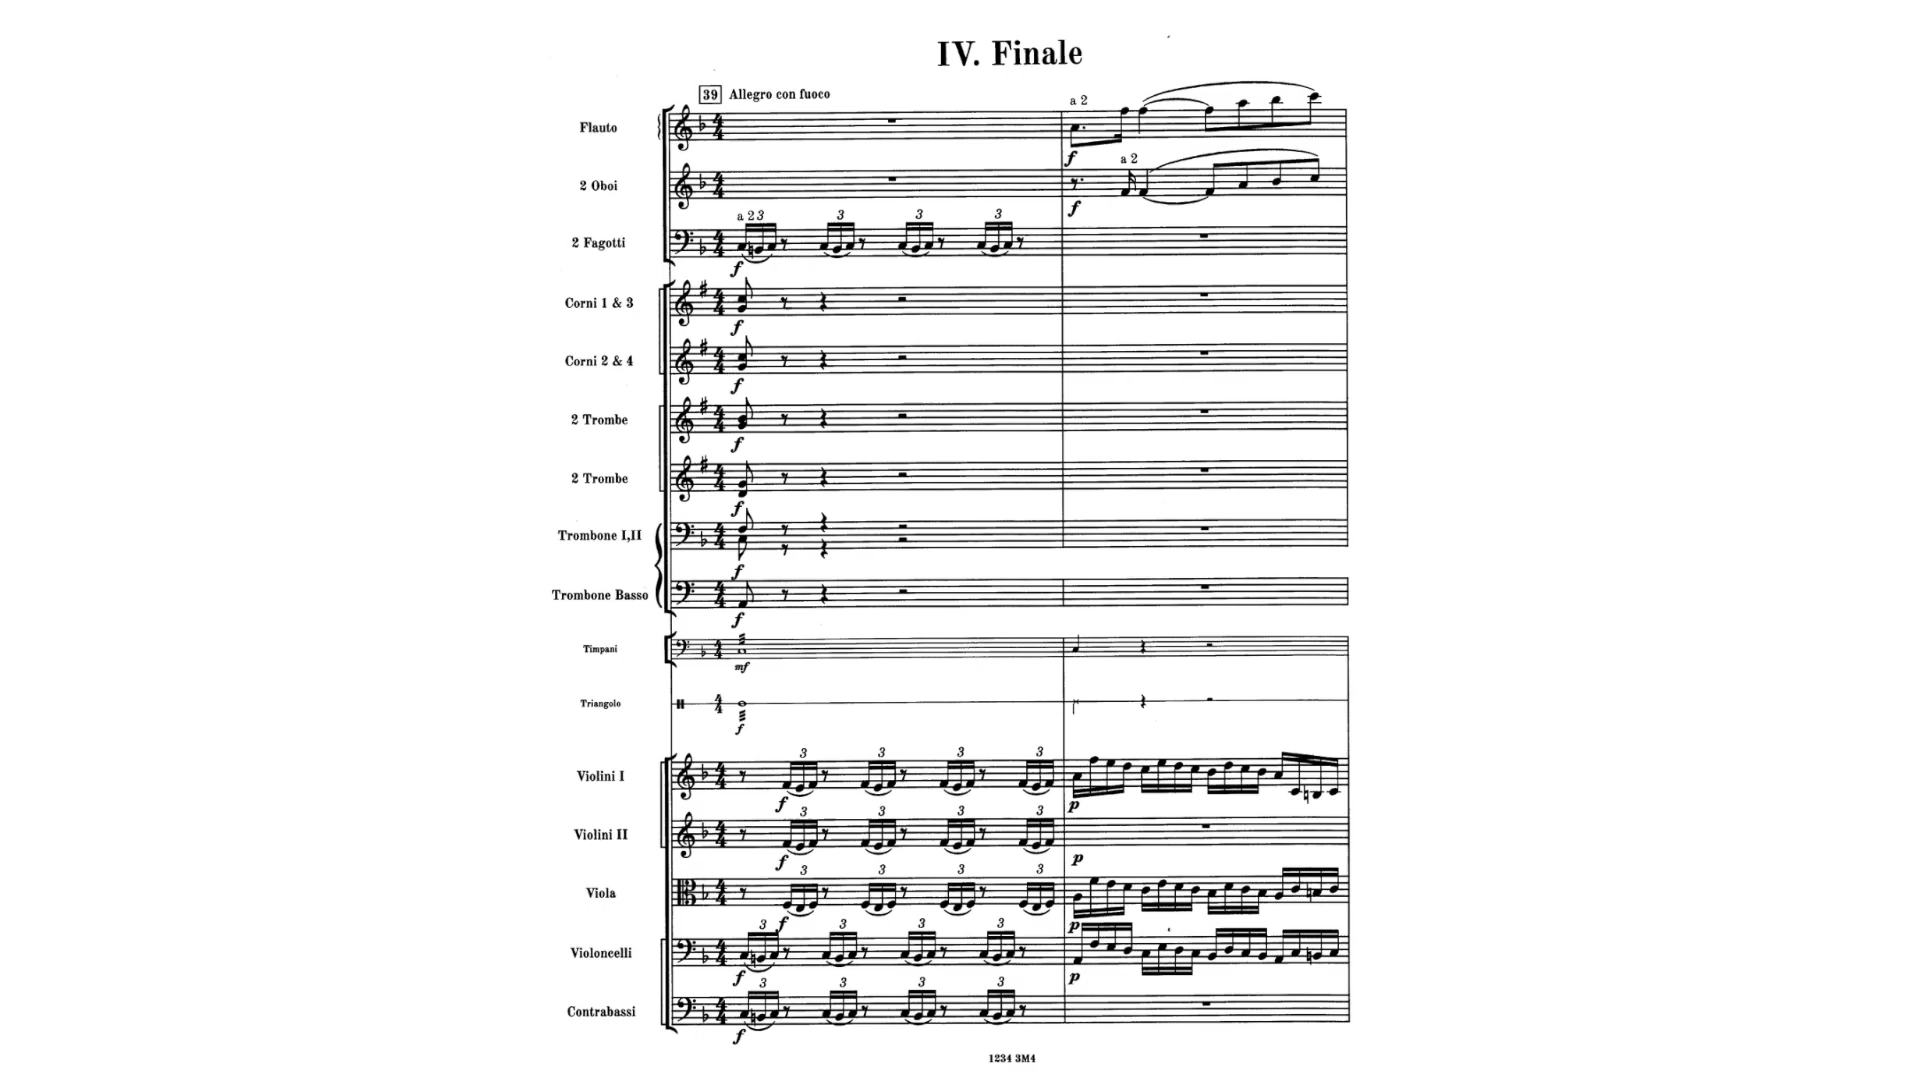 IV. Finale
39 Allegro con fuoco
a 2
Flauto
f
a 2
2 Oboi
f
a 2 3 3 3 3
2 Fagotti
f
Corni 1 & 3
f
Corni 2 & 4
f
2 Trombe
f
2 Trombe
f
Trombone I,II
f
Trombone Basso
f
Timpani
mf
Triangolo
f
3 3 3 3
Violini I
f p
3 3 3 3
Violini II
f p
3 3 3 3
Viola
f p
3 3 3 3
Violoncelli
f p
3 3 3 3
Contrabassi
f
1234 3M4